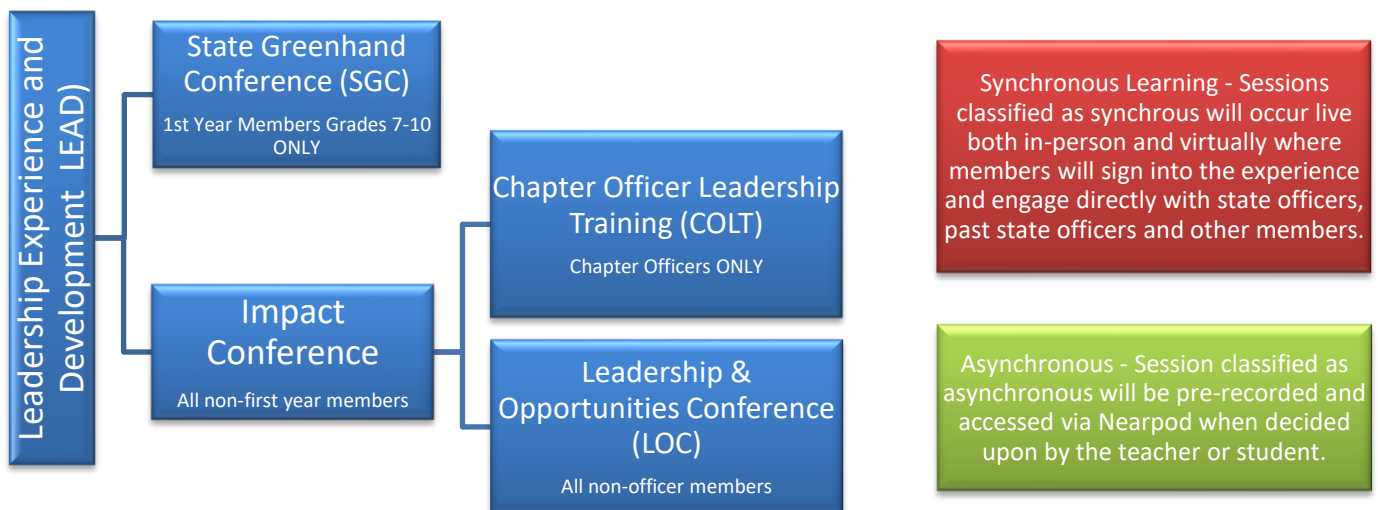 Leadership Experience and
Development LEAD)
State Greenhand
Conference (SGC)
1st Year Members Grades 7-10
ONLY
Impact
Conference
All non-first year members
Chapter Officer Leadership
Training (COLT)
Chapter Officers ONLY
Leadership &
Opportunities Conference
(LOC)
All non-officer members
Synchronous Learning - Sessions
classified as synchrous will occur live
both in-person and virtually where
members will sign into the experience
and engage directly with state officers,
past state officers and other members.
Asynchronous - Session classified as
asynchronous will be pre-recorded and
accessed via Nearpod when decided
upon by the teacher or student.